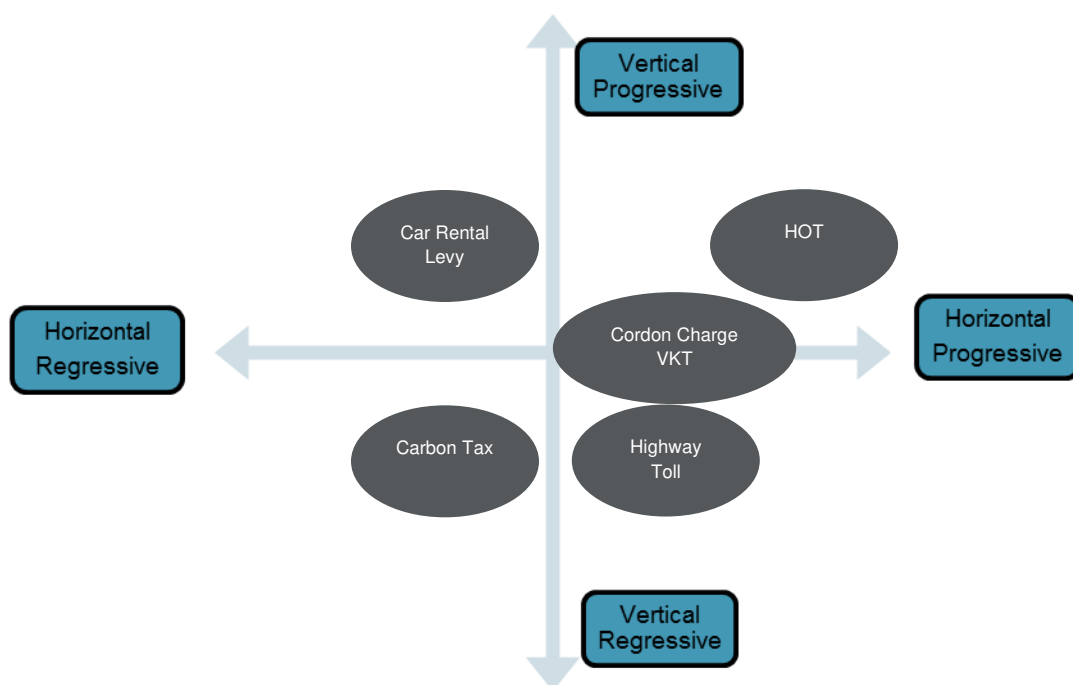 Vertical
Progressive
Car Rental
Levy
HOT
Horizontal
Regressive
Cordon Charge
VKT
Horizontal
Progressive
Carbon Tax
Highway
Toll
Vertical
Regressive